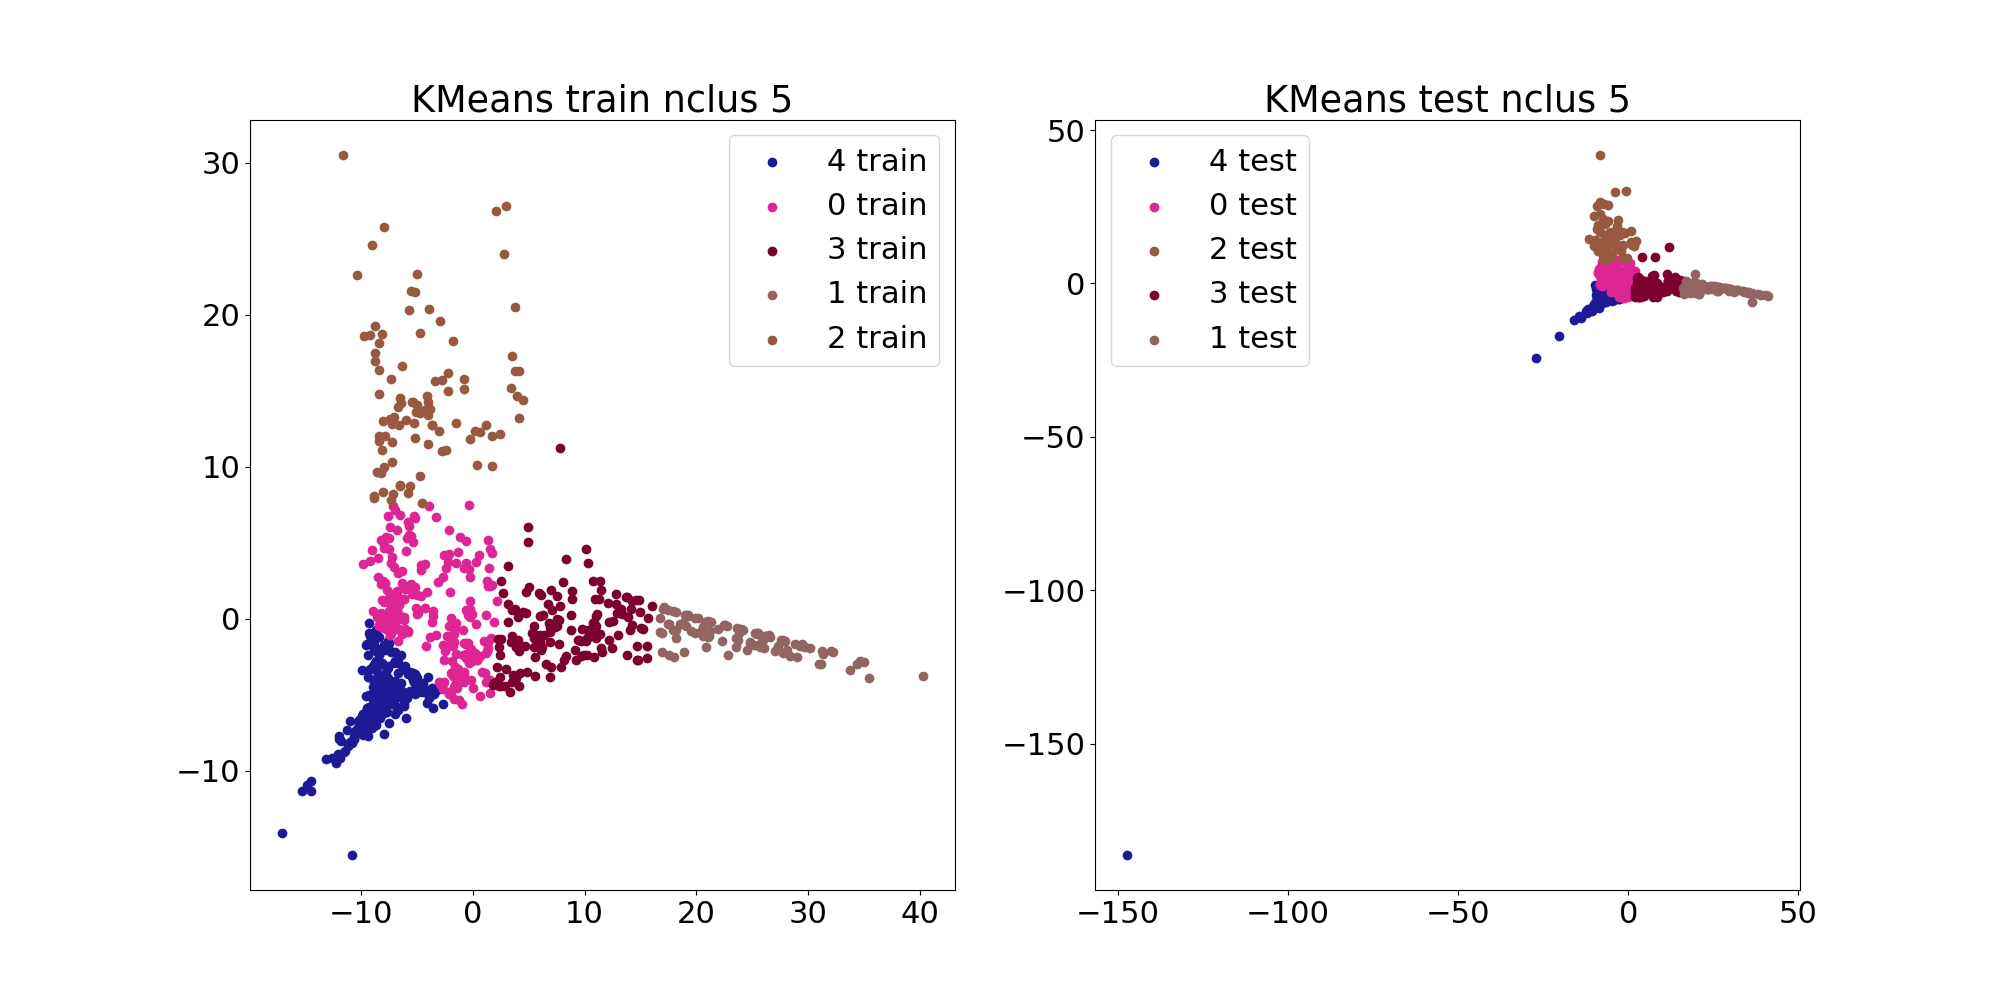 KMeans train nclus 5
30
20
10
0
−10
−10
0
10
20
30
40
4 train
0 train
3 train
1 train
2 train
KMeans test nclus 5
50
0
−50
−100
−150
−150
−100
−50
0
50
4 test
0 test
2 test
3 test
1 test